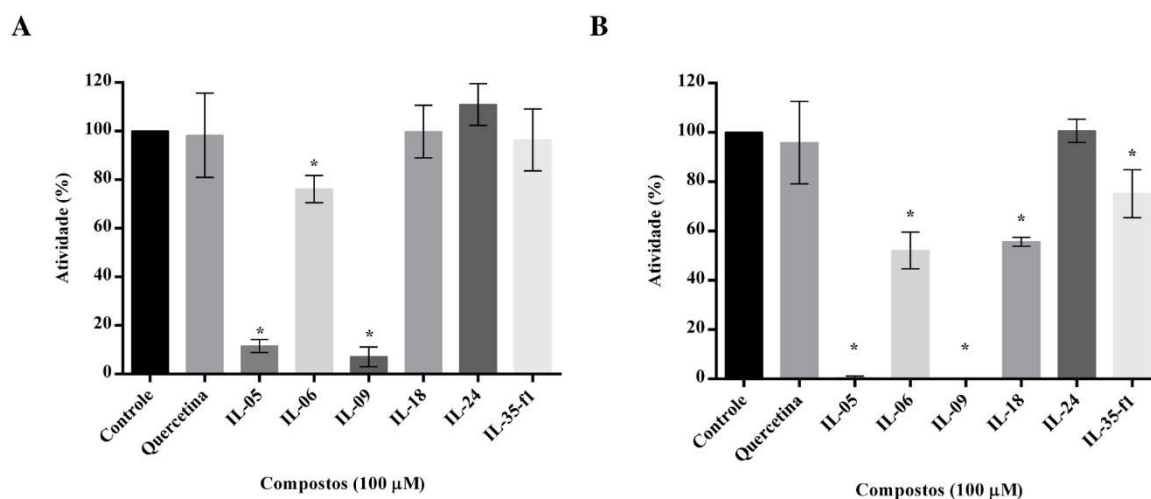 A
Atividade (%)
120
100
80
60
40
20
0
*
*
*
Controle
Quercetina
IL-05
IL-06
IL-09
IL-18
IL-24
IL-35-f1
Compostos (100 μM)
B
Atividade (%)
120
100
80
60
40
20
0
*
*
*
*
*
Controle
Quercetina
IL-05
IL-06
IL-09
IL-18
IL-24
IL-35-f1
Compostos (100 μM)